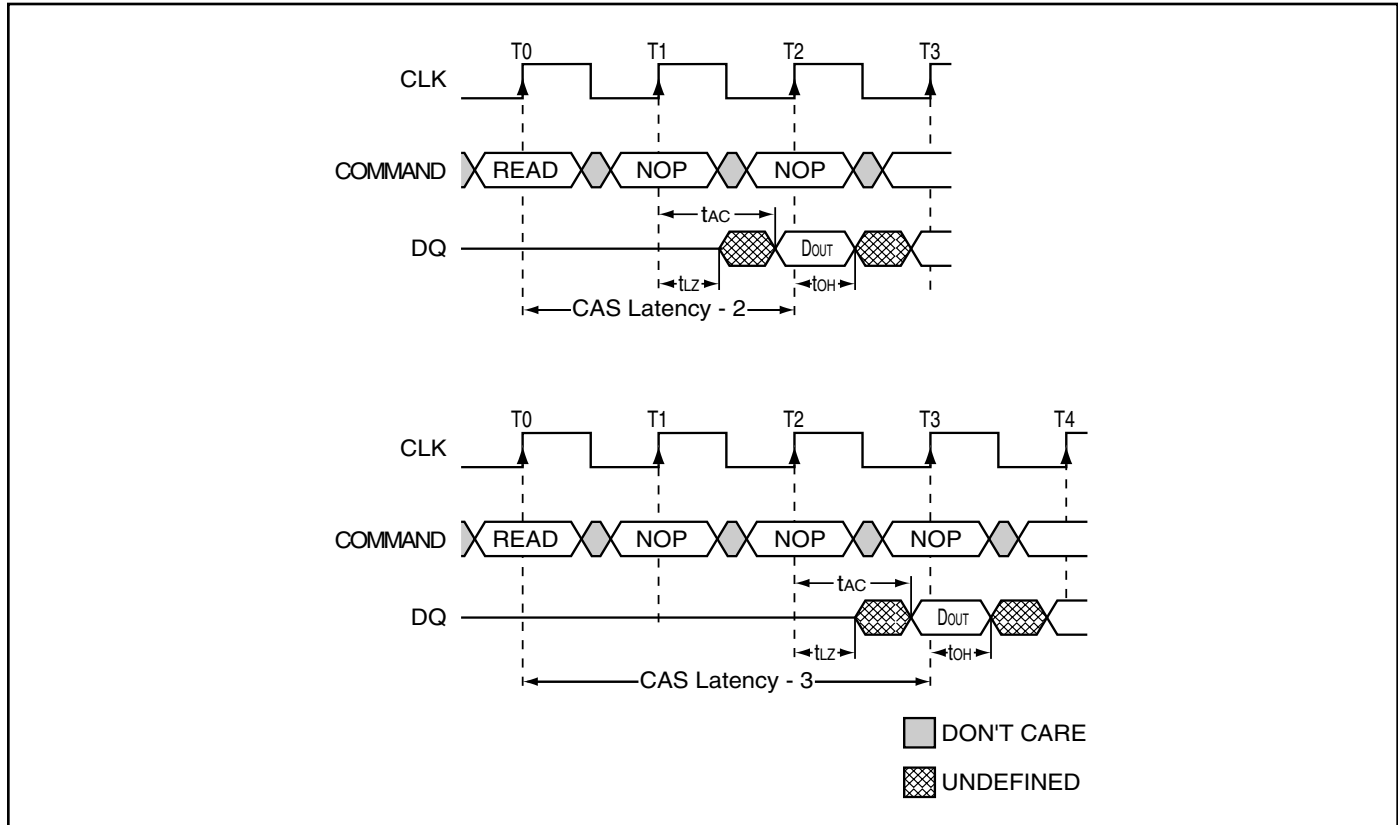 T0 T1 T2 T3
CLK
COMMAND READ NOP NOP
tAC
DQ DOUT
tLZ tOH
CAS Latency - 2
T0 T1 T2 T3 T4
CLK
COMMAND READ NOP NOP NOP
tAC
DQ DOUT
tLZ tOH
CAS Latency - 3
DON'T CARE
UNDEFINED